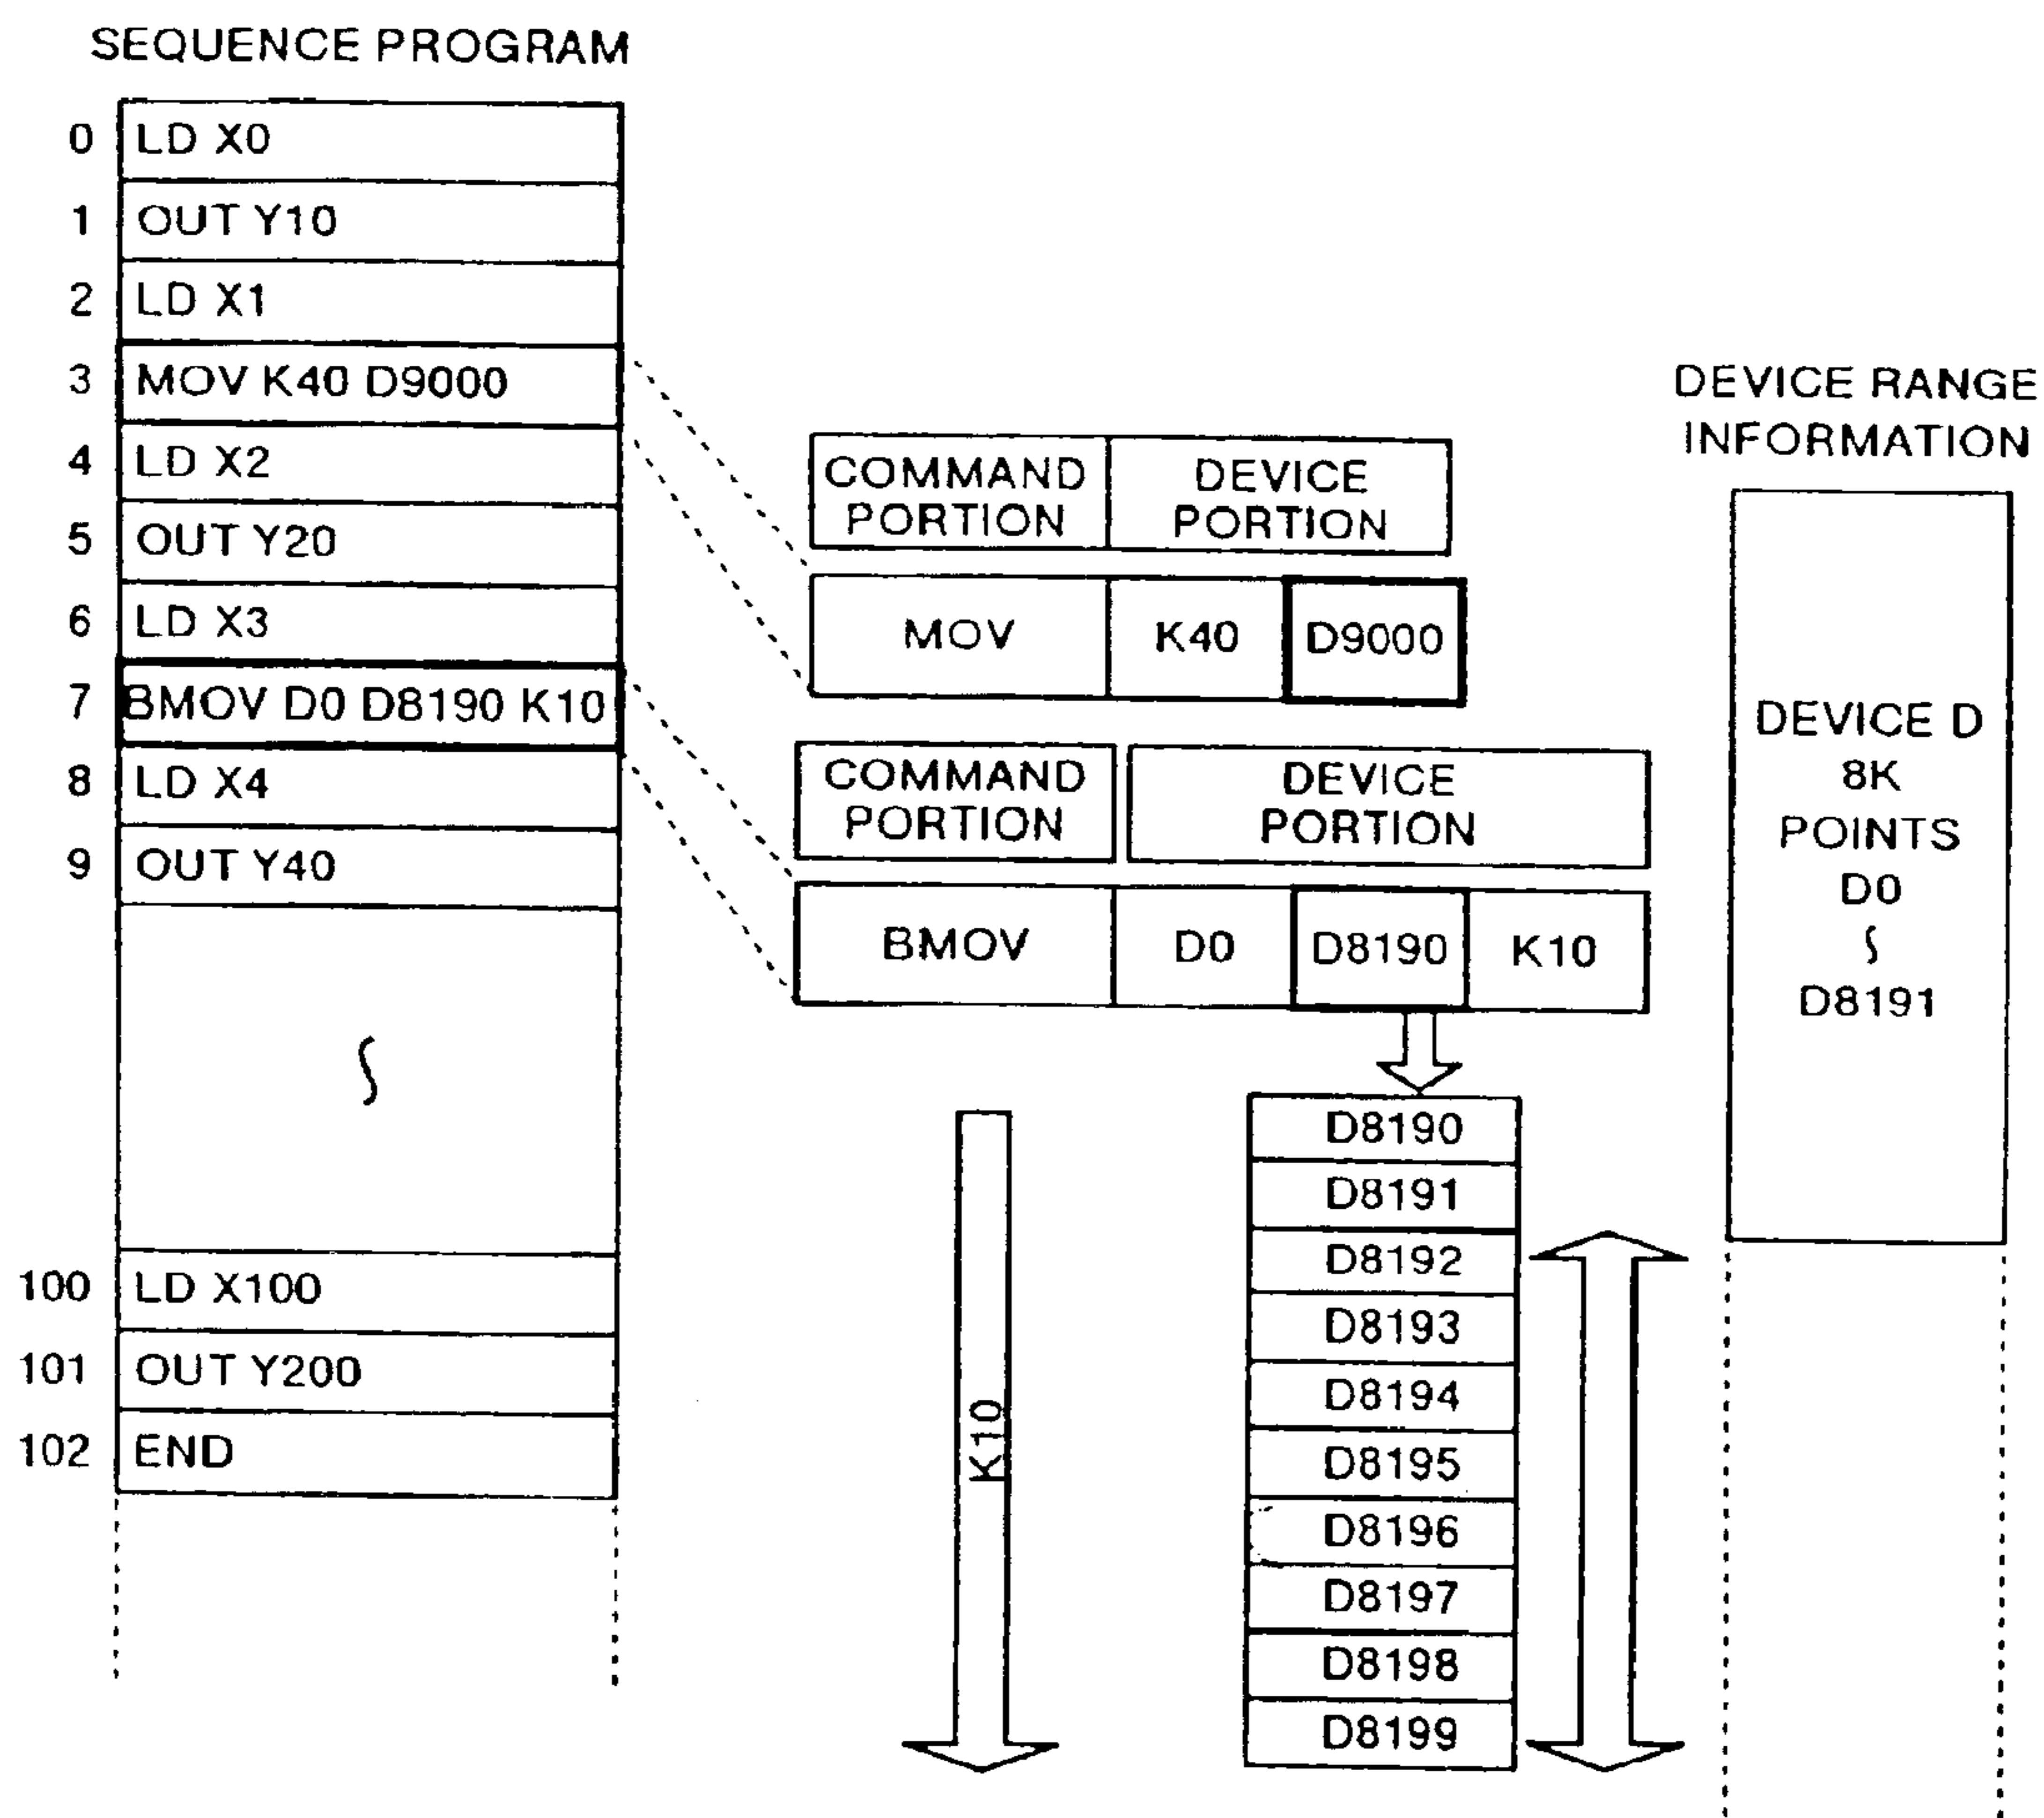 SEQUENCE PROGRAM
0 LD X0
1 OUT Y10
2 LD X1
3 MOV K40 D9000
4 LD X2
5 OUT Y20
6 LD X3
7 BMOV D0 D8190 K10
8 LD X4
9 OUT Y40
∫
100 LD X100
101 OUT Y200
102 END
COMMAND
PORTION
DEVICE
PORTION
MOV K40 D9000
COMMAND
PORTION
DEVICE
PORTION
BMOV D0 D8190 K10
K10
D8190
D8191
D8192
D8193
D8194
D8195
D8196
D8197
D8198
D8199
DEVICE RANGE
INFORMATION
DEVICE D
8K
POINTS
D0
∫
D8191